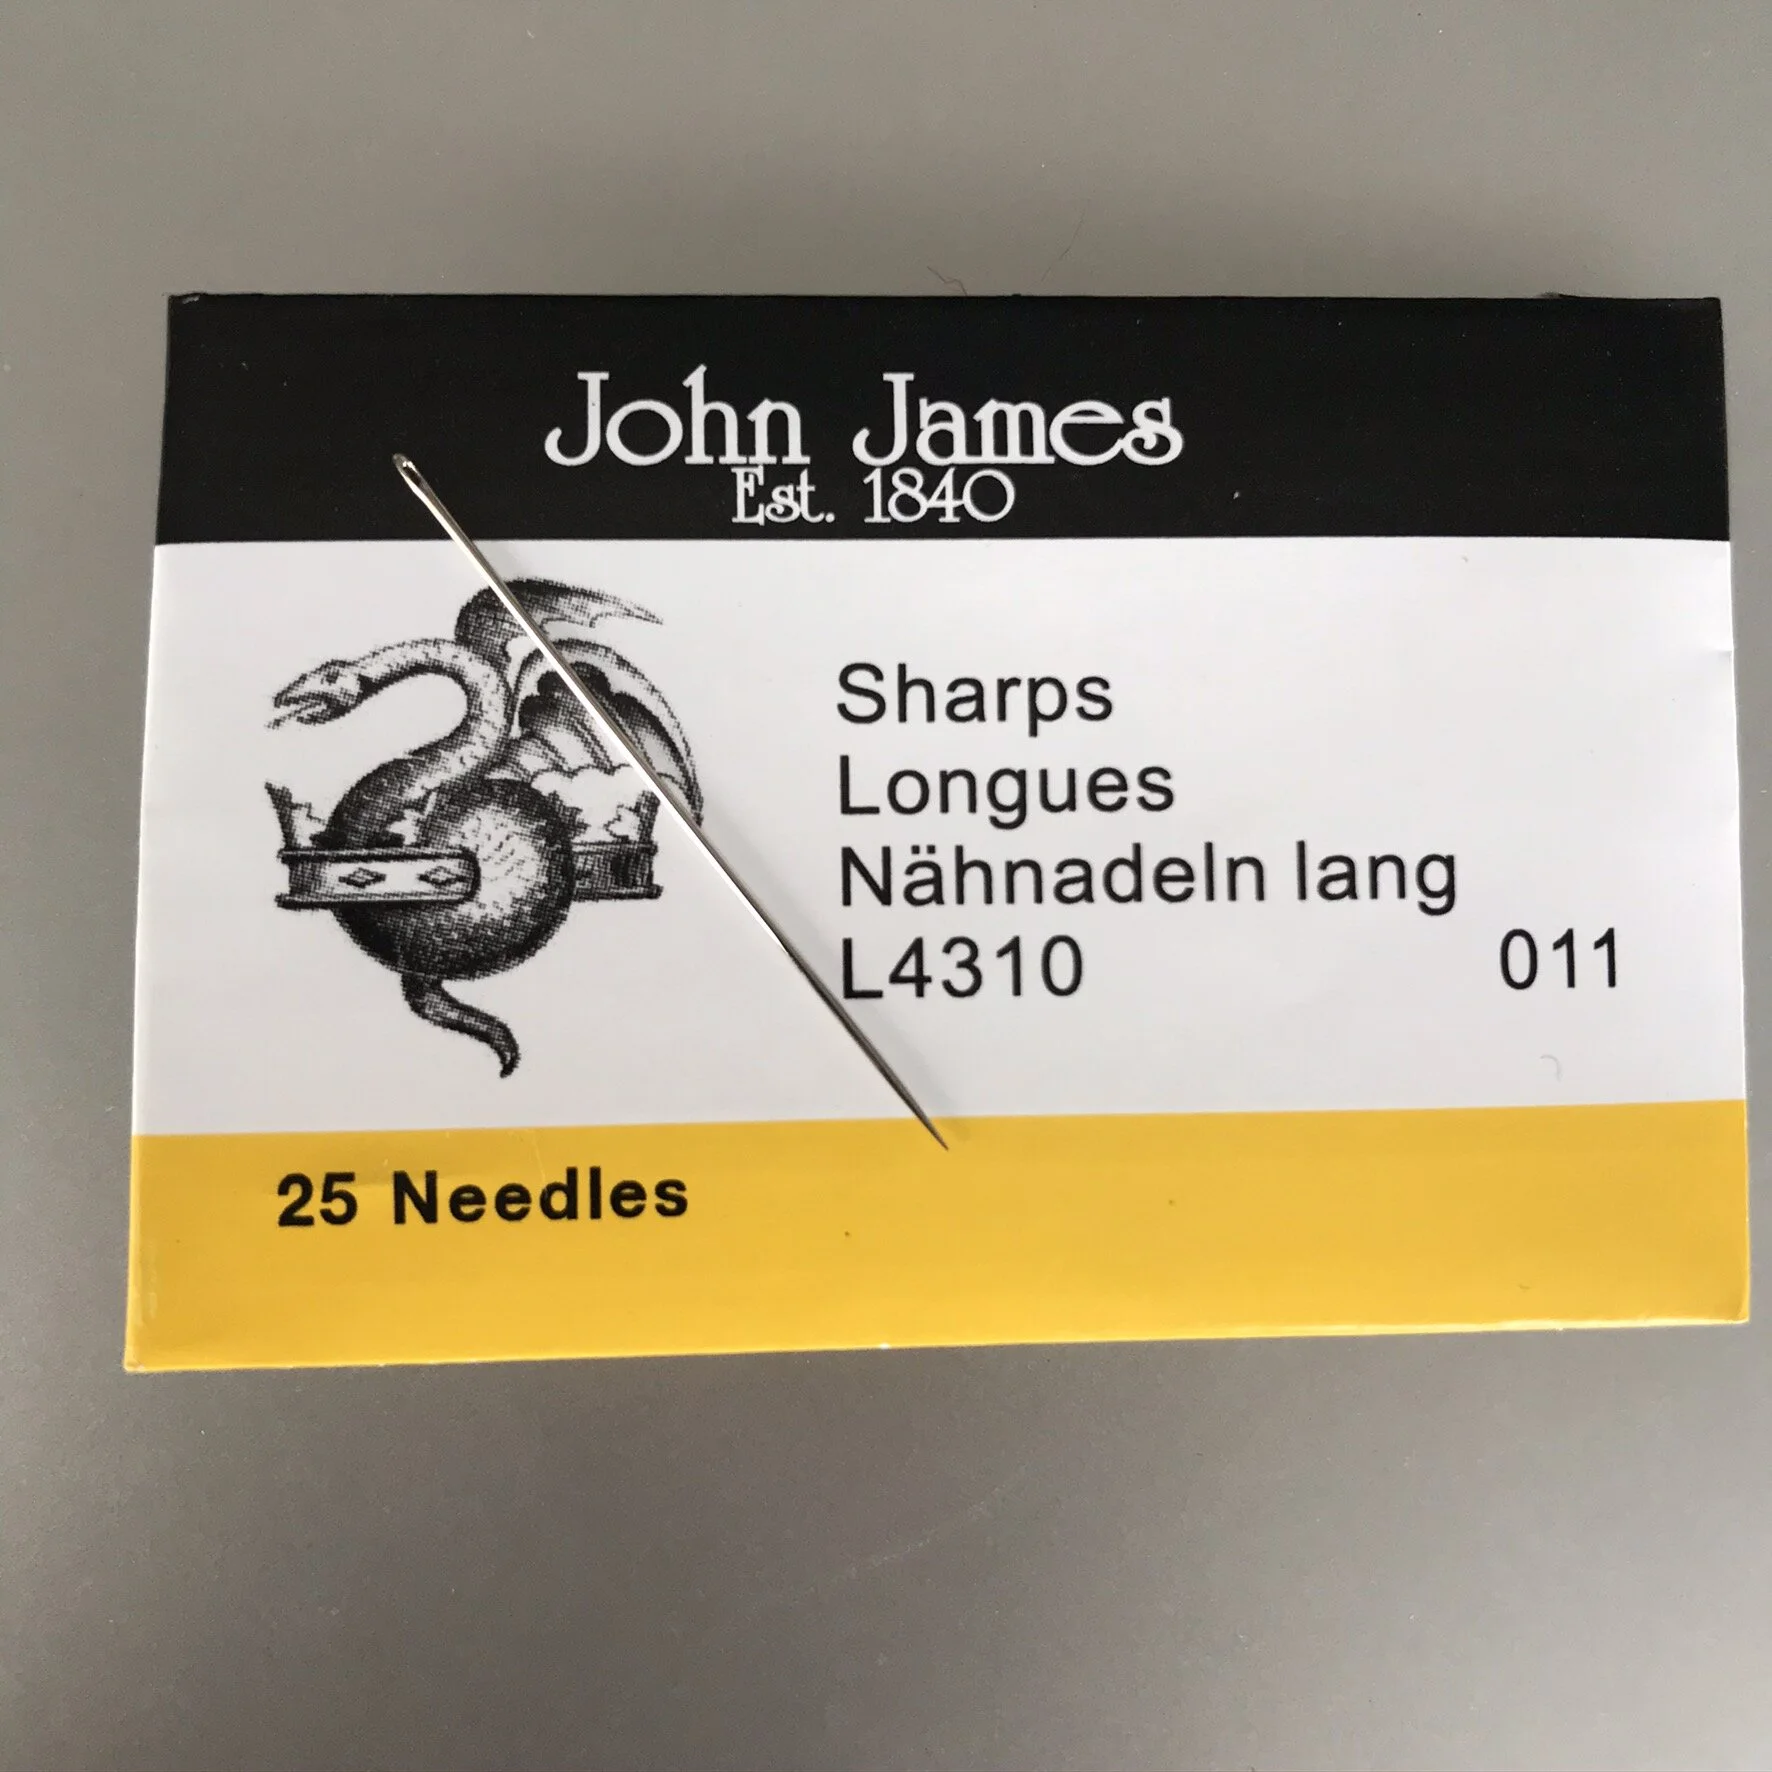 John James
Est. 1840
Sharps
Longues
Nähnadeln lang
L4310 011
25 Needles